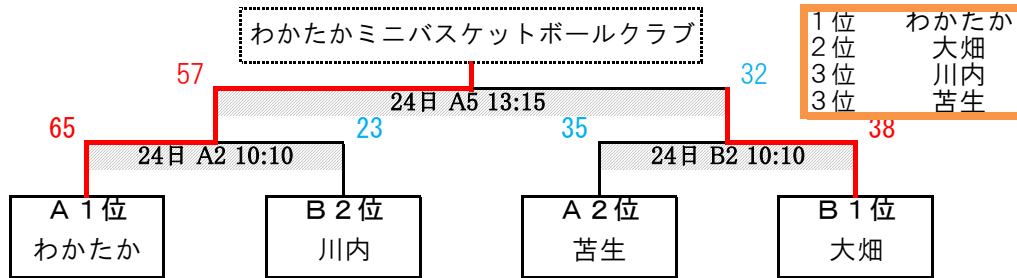 わかたかミニバスケットボールクラブ
1位 わかたか
2位 大畑
3位 川内
3位 苫生
57
32
24日 A5 13:15
65
23
35
38
24日 A2 10:10
24日 B2 10:10
A1位
わかたか
B2位
川内
A2位
苫生
B1位
大畑